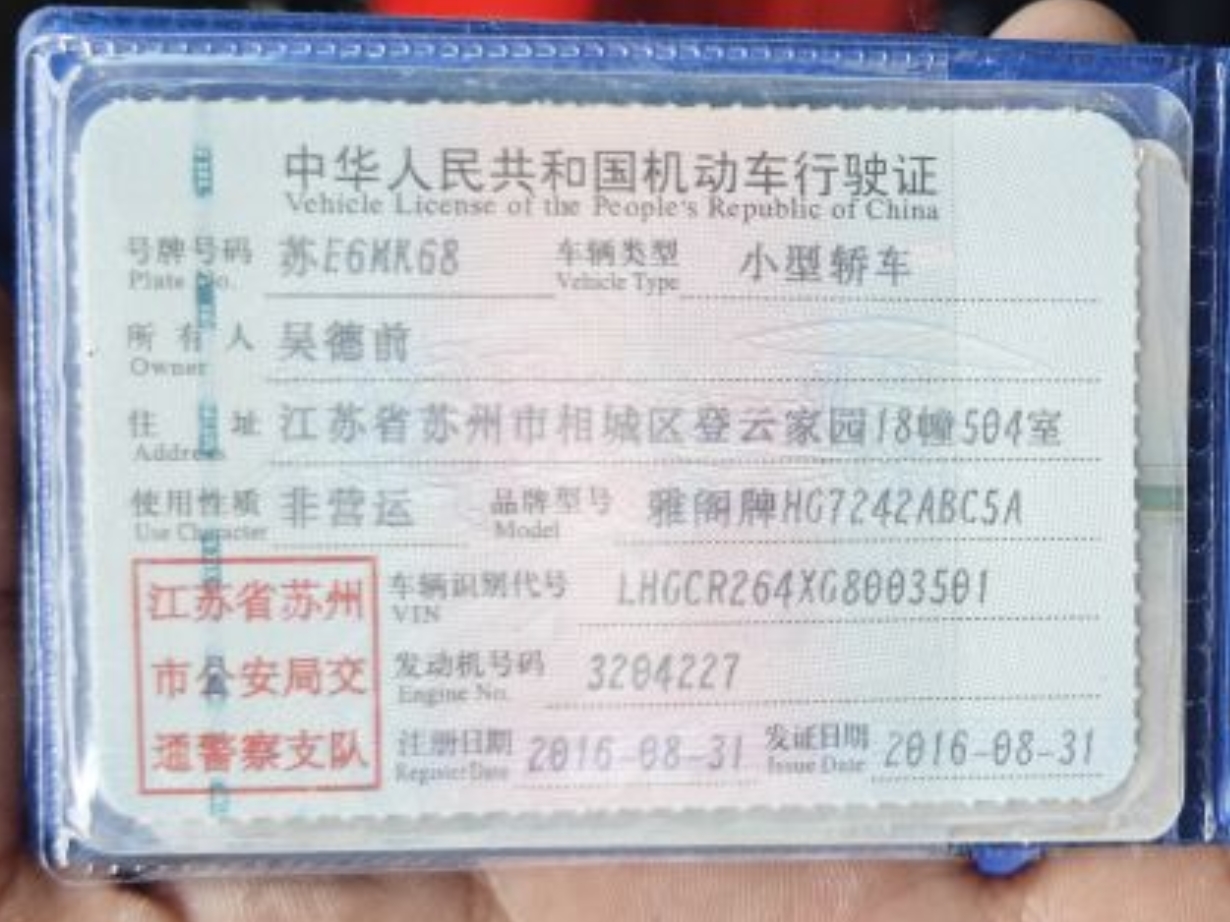 中华人民共和国机动车行驶证
Vehicle License of the People's Republic of China
号牌号码 苏E6MK68 车辆类型 小型轿车
Plate No. Vehicle Type
所有人 吴德前
Owner
住址 江苏省苏州市相城区登云家园18幢504室
Address
使用性质 非营运 品牌型号 雅阁牌HG7242ABC5A
Use Character Model
江苏省苏州
市公安局交
通警察支队
车辆识别代号 LHGCR264XG8003501
VIN
发动机号码 3204227
Engine No.
注册日期 2016-08-31 发证日期 2016-08-31
Register Date Issue Date